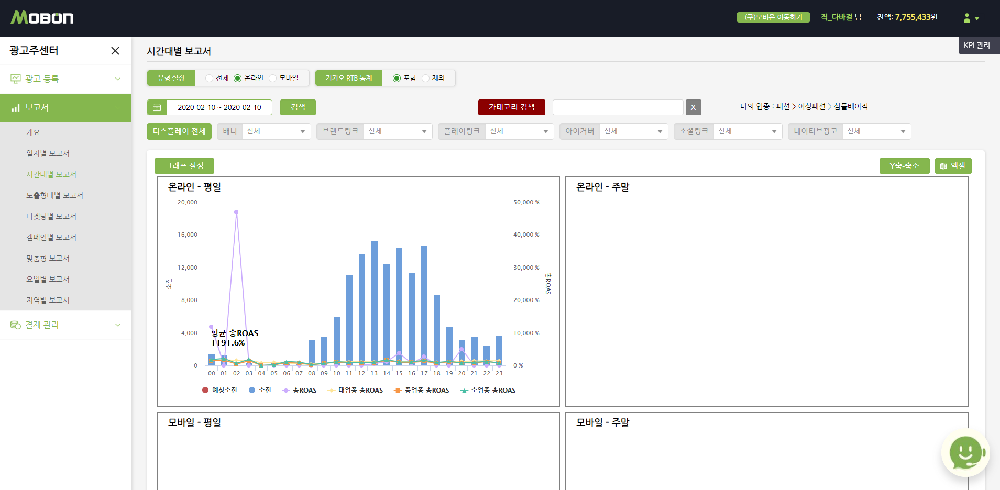 MOBON
(구)모비온 이동하기 직_다바걸 님 잔액: 7,755,433원
KPI 관리
광고주센터
광고 등록
보고서
개요
일자별 보고서
시간대별 보고서
노출형태별 보고서
타겟팅별 보고서
캠페인별 보고서
맞춤형 보고서
요일별 보고서
지역별 보고서
결제 관리
시간대별 보고서
유형 설정 전체 온라인 모바일 카카오 RTB 통계 포함 제외
2020-02-10 ~ 2020-02-10 검색 카테고리 검색 X 나의 업종 : 패션 > 여성패션 > 심플베이직
디스플레이 전체 배너 전체 브랜드링크 전체 플레이링크 전체 아이커버 전체 소셜링크 전체 네이티브광고 전체
그래프 설정 Y축-축소 엑셀
온라인 - 평일
20,000 50,000 %
16,000 40,000 %
12,000 30,000 %
소진 총ROAS
8,000 20,000 %
4,000 10,000 %
평균 총ROAS
1191.6%
0 0 %
00 01 02 03 04 05 06 07 08 09 10 11 12 13 14 15 16 17 18 19 20 21 22 23
예상소진 소진 총ROAS 대업종 총ROAS 중업종 총ROAS 소업종 총ROAS
온라인 - 주말
모바일 - 평일
모바일 - 주말